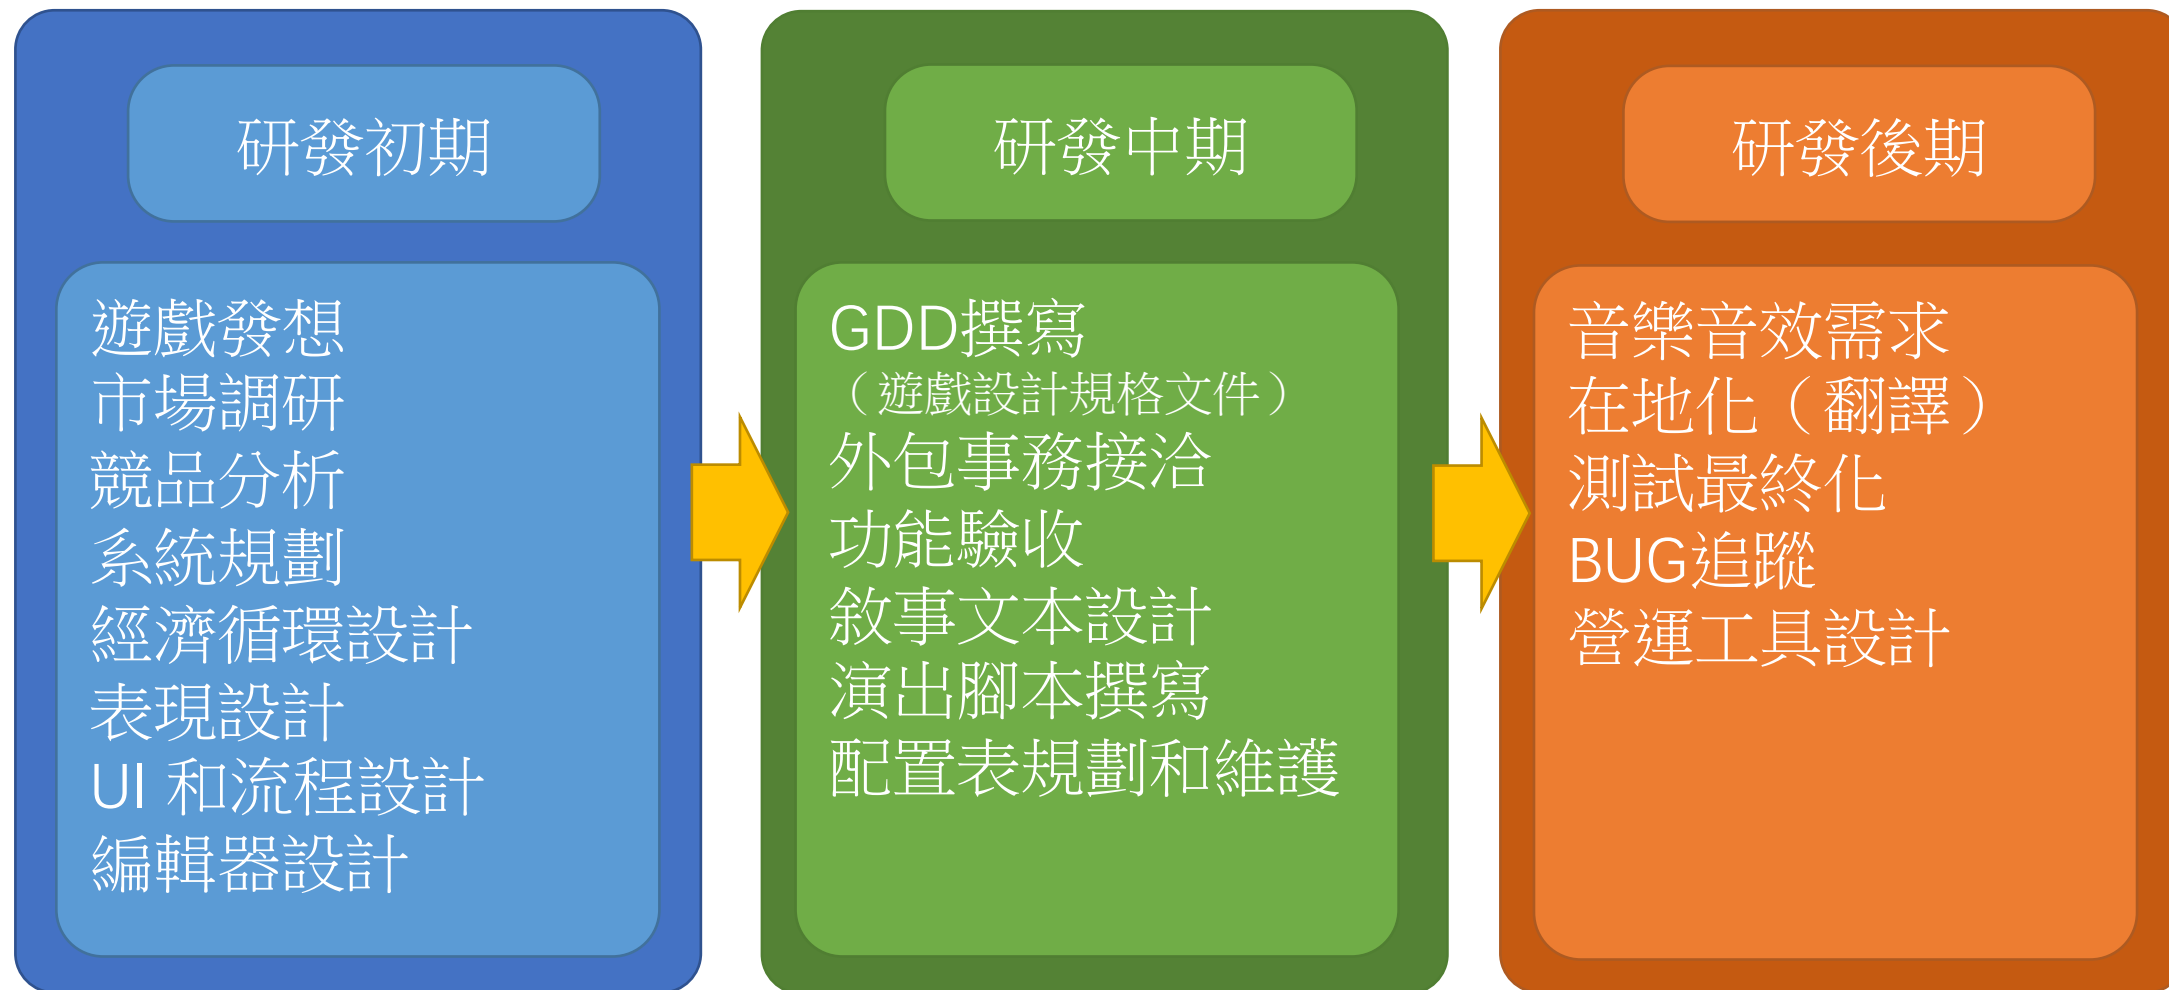 研發初期
遊戲發想
市場調研
競品分析
系統規劃
經濟循環設計
表現設計
UI 和流程設計
編輯器設計
研發中期
GDD撰寫
（遊戲設計規格文件）
外包事務接洽
功能驗收
敘事文本設計
演出腳本撰寫
配置表規劃和維護
研發後期
音樂音效需求
在地化（翻譯）
測試最終化
BUG追蹤
營運工具設計